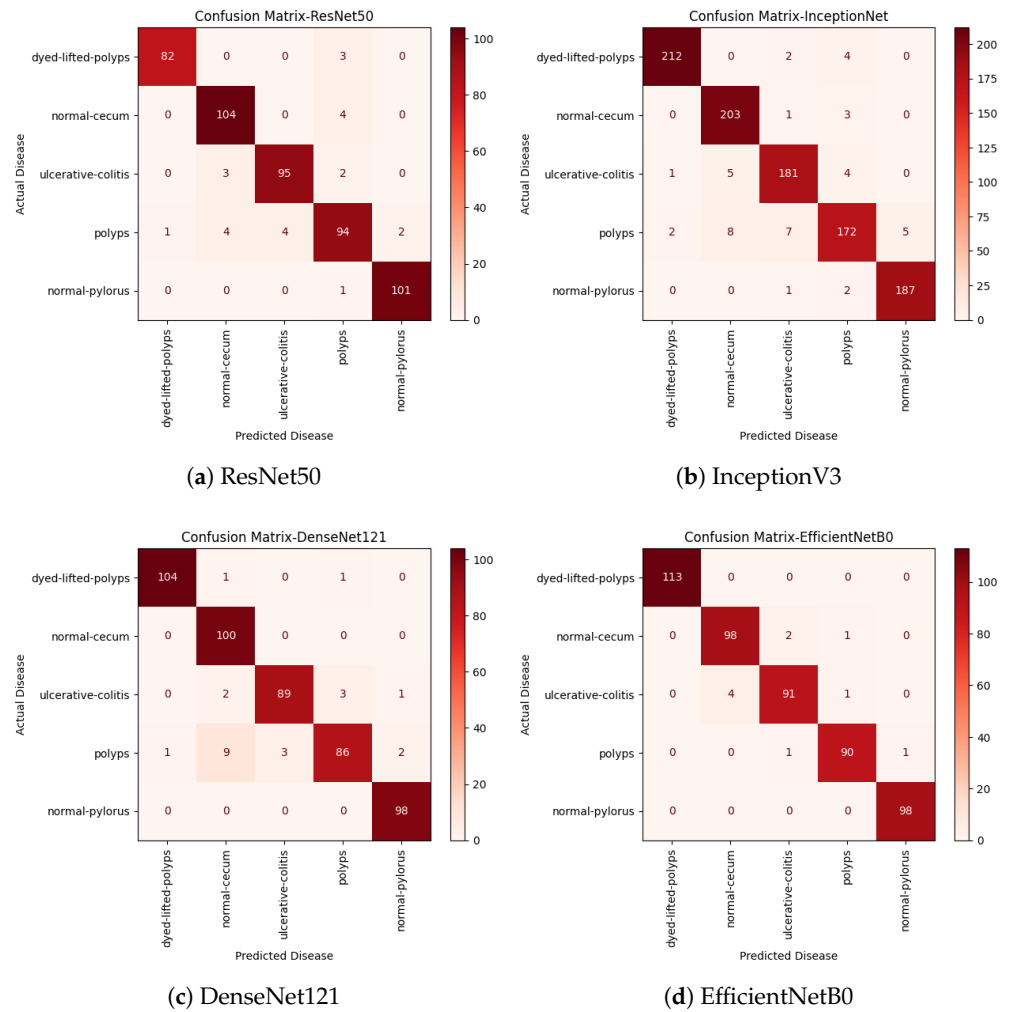 Confusion Matrix-ResNet50
Actual Disease
dyed-lifted-polyps 82 0 0 3 0
normal-cecum 0 104 0 4 0
ulcerative-colitis 0 3 95 2 0
polyps 1 4 4 94 2
normal-pylorus 0 0 0 1 101
dyed-lifted-polyps
normal-cecum
ulcerative-colitis
polyps
normal-pylorus
Predicted Disease
100
80
60
40
20
0
(a) ResNet50
Confusion Matrix-InceptionNet
Actual Disease
dyed-lifted-polyps 212 0 2 4 0
normal-cecum 0 203 1 3 0
ulcerative-colitis 1 5 181 4 0
polyps 2 8 7 172 5
normal-pylorus 0 0 1 2 187
dyed-lifted-polyps
normal-cecum
ulcerative-colitis
polyps
normal-pylorus
Predicted Disease
200
175
150
125
100
75
50
25
0
(b) InceptionV3
Confusion Matrix-DenseNet121
Actual Disease
dyed-lifted-polyps 104 1 0 1 0
normal-cecum 0 100 0 0 0
ulcerative-colitis 0 2 89 3 1
polyps 1 9 3 86 2
normal-pylorus 0 0 0 0 98
dyed-lifted-polyps
normal-cecum
ulcerative-colitis
polyps
normal-pylorus
Predicted Disease
100
80
60
40
20
0
(c) DenseNet121
Confusion Matrix-EfficientNetB0
Actual Disease
dyed-lifted-polyps 113 0 0 0 0
normal-cecum 0 98 2 1 0
ulcerative-colitis 0 4 91 1 0
polyps 0 0 1 90 1
normal-pylorus 0 0 0 0 98
dyed-lifted-polyps
normal-cecum
ulcerative-colitis
polyps
normal-pylorus
Predicted Disease
100
80
60
40
20
0
(d) EfficientNetB0